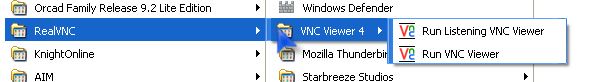 Orcad Family Release 9.2 Lite Edition
RealVNC
KnightOnline
AIM
Windows Defender
VNC Viewer 4
Mozilla Thunderbird
Starbreeze Studios
Run Listening VNC Viewer
Run VNC Viewer